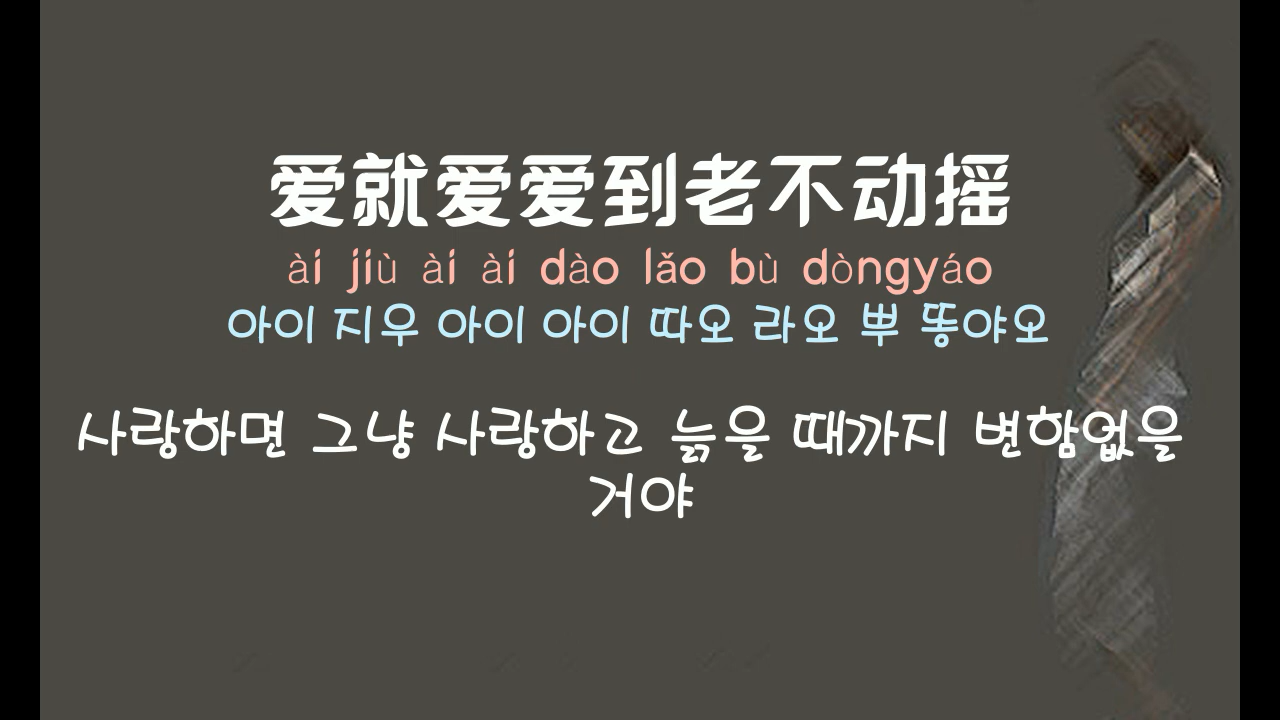 爱就爱爱到老不动摇
ài jiù ài ài dào lǎo bù dòngyáo
아이 지우 아이 아이 따오 라오 뿌 똥야오
사랑하면 그냥 사랑하고 늙을 때까지 변함없을
거야